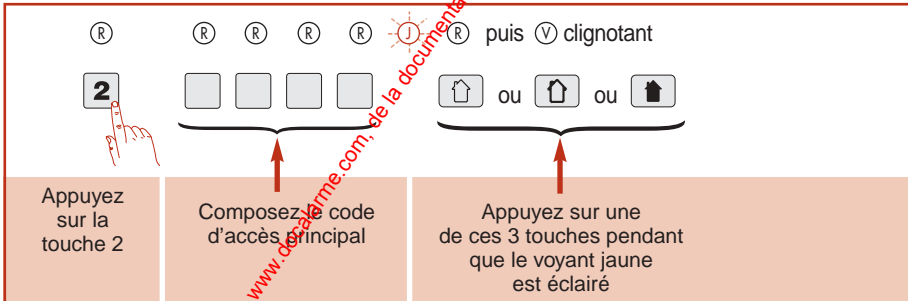 R R R R R J R puis V clignotant
2 ou ou
Appuyez
sur la
touche 2
Composez le code
d'accès principal
Appuyez sur une
de ces 3 touches pendant
que le voyant jaune
est éclairé
www.docalarme.com, de la documenta